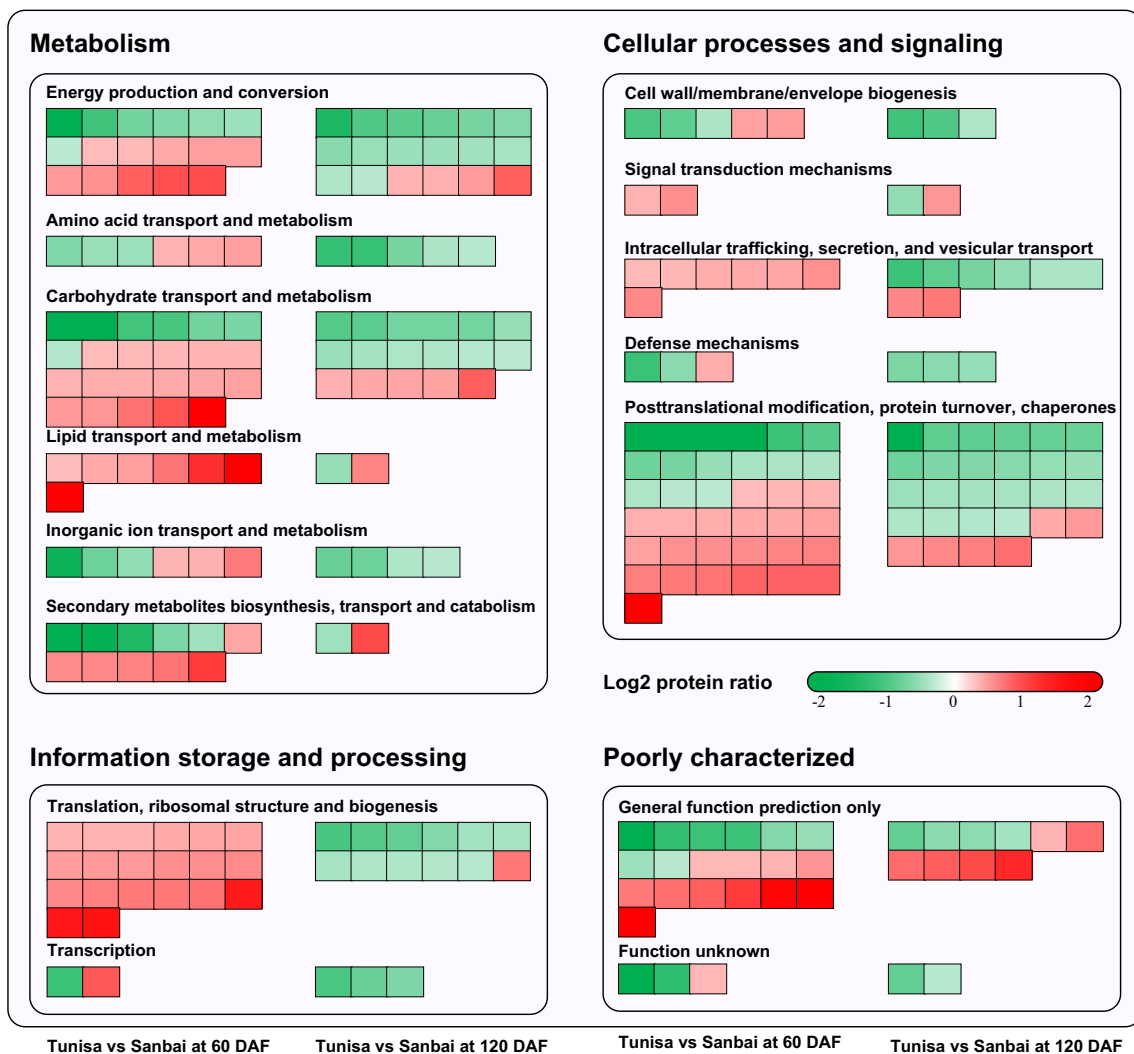 Metabolism
Energy production and conversion
Amino acid transport and metabolism
Carbohydrate transport and metabolism
Lipid transport and metabolism
Inorganic ion transport and metabolism
Secondary metabolites biosynthesis, transport and catabolism
Cellular processes and signaling
Cell wall/membrane/envelope biogenesis
Signal transduction mechanisms
Intracellular trafficking, secretion, and vesicular transport
Defense mechanisms
Posttranslational modification, protein turnover, chaperones
Log2 protein ratio
-2 -1 0 1 2
Information storage and processing
Translation, ribosomal structure and biogenesis
Transcription
Poorly characterized
General function prediction only
Function unknown
Tunisa vs Sanbai at 60 DAF
Tunisa vs Sanbai at 120 DAF
Tunisa vs Sanbai at 60 DAF
Tunisa vs Sanbai at 120 DAF